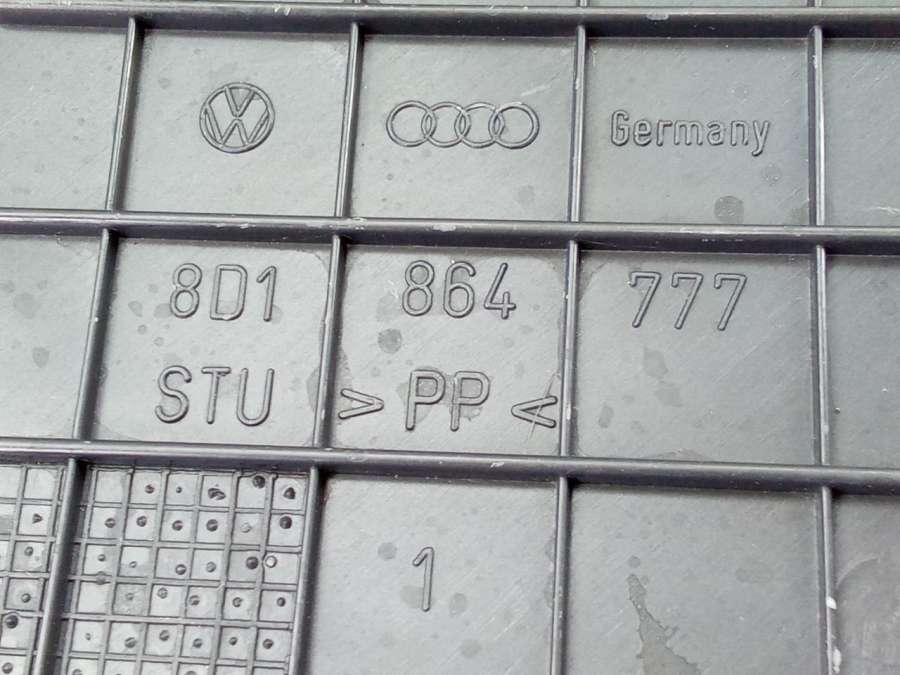 Germany
8D1 864 777
STU > PP <
1